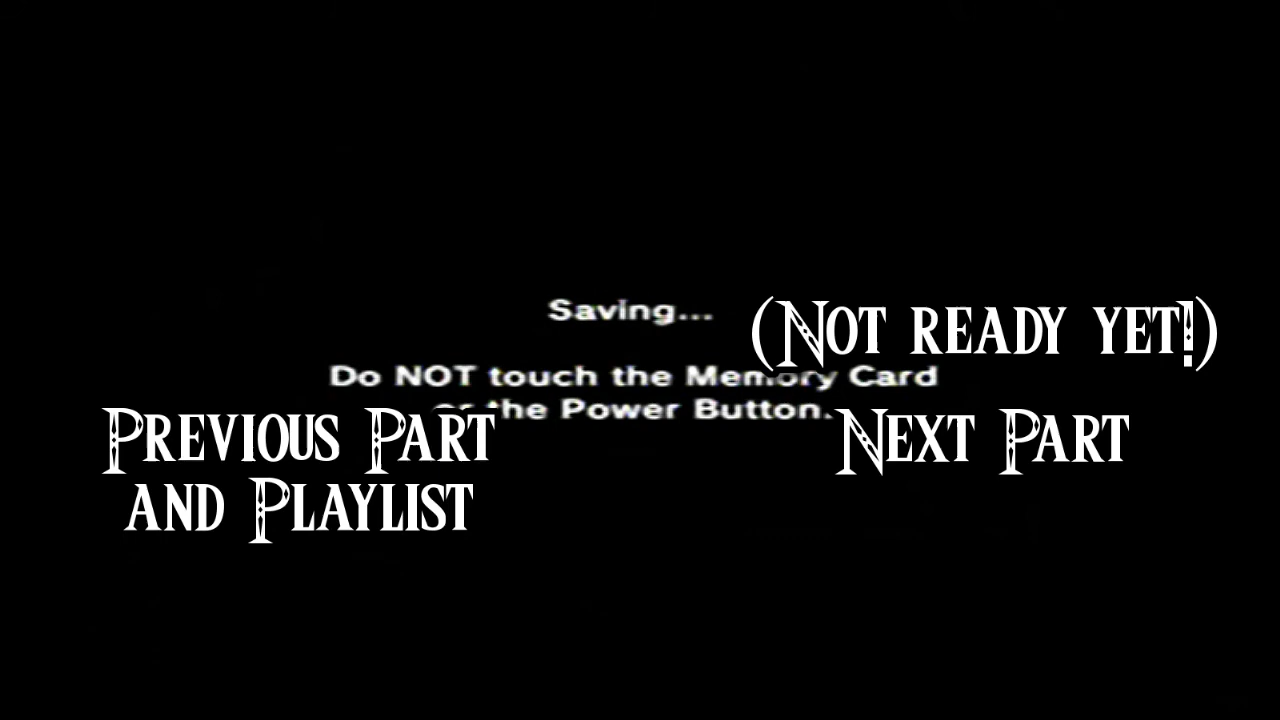 Saving...
(Not ready yet!)
Do NOT touch the Memory Card
or the Power Button.
Previous Part
and Playlist
Next Part